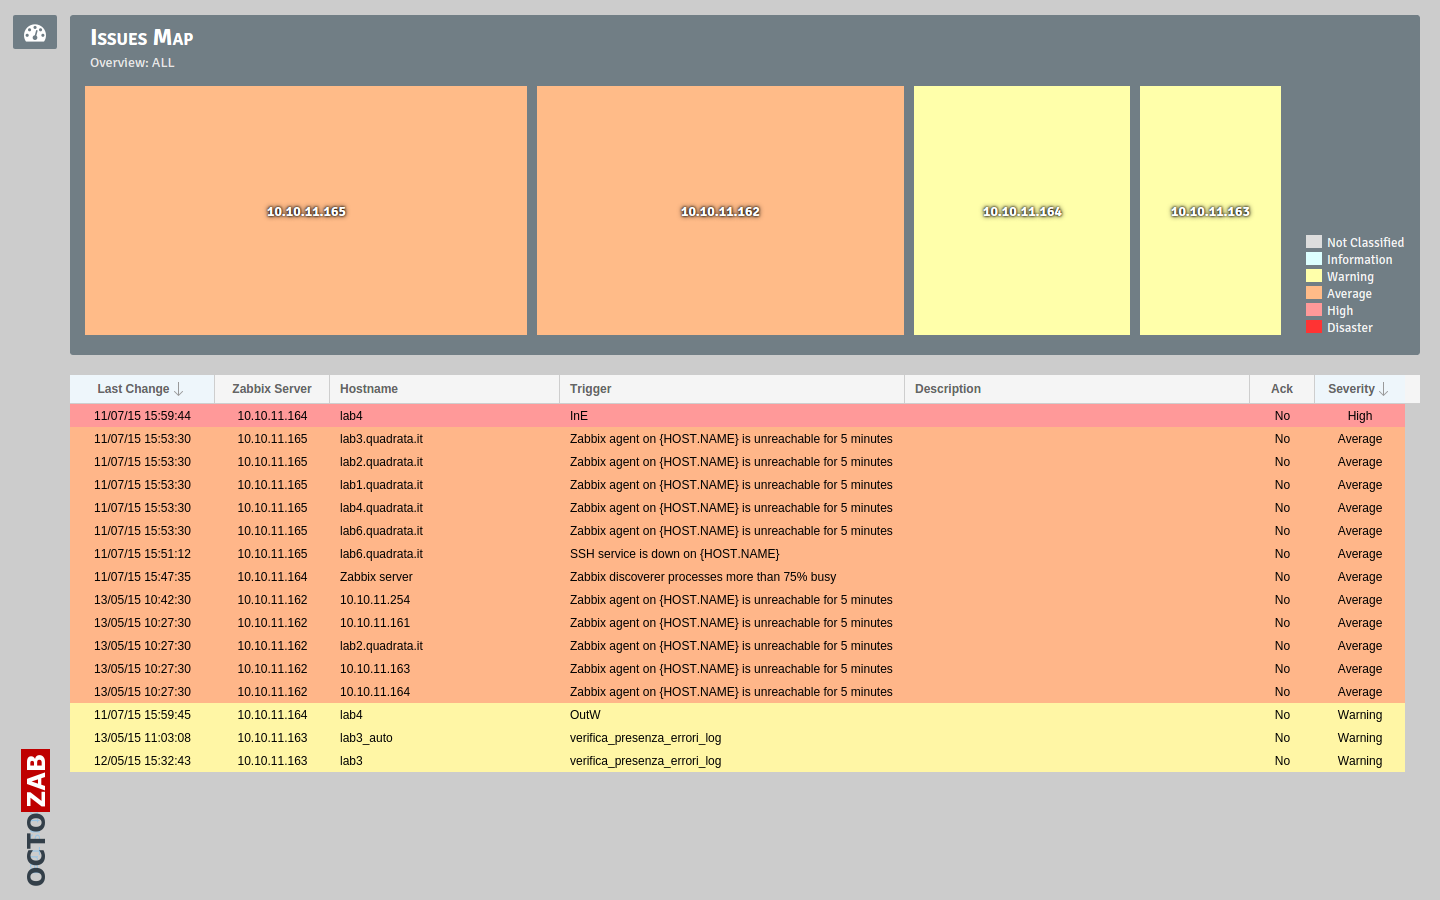 Issues Map
Overview: ALL
10.10.11.165
10.10.11.162
10.10.11.164
10.10.11.163
Not Classified
Information
Warning
Average
High
Disaster
Last Change Zabbix Server Hostname Trigger Description Ack Severity
11/07/15 15:59:44 10.10.11.164 lab4 InE No High
11/07/15 15:53:30 10.10.11.165 lab3.quadrata.it Zabbix agent on {HOST.NAME} is unreachable for 5 minutes No Average
11/07/15 15:53:30 10.10.11.165 lab2.quadrata.it Zabbix agent on {HOST.NAME} is unreachable for 5 minutes No Average
11/07/15 15:53:30 10.10.11.165 lab1.quadrata.it Zabbix agent on {HOST.NAME} is unreachable for 5 minutes No Average
11/07/15 15:53:30 10.10.11.165 lab4.quadrata.it Zabbix agent on {HOST.NAME} is unreachable for 5 minutes No Average
11/07/15 15:53:30 10.10.11.165 lab6.quadrata.it Zabbix agent on {HOST.NAME} is unreachable for 5 minutes No Average
11/07/15 15:51:12 10.10.11.165 lab6.quadrata.it SSH service is down on {HOST.NAME} No Average
11/07/15 15:47:35 10.10.11.164 Zabbix server Zabbix discoverer processes more than 75% busy No Average
13/05/15 10:42:30 10.10.11.162 10.10.11.254 Zabbix agent on {HOST.NAME} is unreachable for 5 minutes No Average
13/05/15 10:27:30 10.10.11.162 10.10.11.161 Zabbix agent on {HOST.NAME} is unreachable for 5 minutes No Average
13/05/15 10:27:30 10.10.11.162 lab2.quadrata.it Zabbix agent on {HOST.NAME} is unreachable for 5 minutes No Average
13/05/15 10:27:30 10.10.11.162 10.10.11.163 Zabbix agent on {HOST.NAME} is unreachable for 5 minutes No Average
13/05/15 10:27:30 10.10.11.162 10.10.11.164 Zabbix agent on {HOST.NAME} is unreachable for 5 minutes No Average
11/07/15 15:59:45 10.10.11.164 lab4 OutW No Warning
13/05/15 11:03:08 10.10.11.163 lab3_auto verifica_presenza_errori_log No Warning
12/05/15 15:32:43 10.10.11.163 lab3 verifica_presenza_errori_log No Warning
OCTOZAB